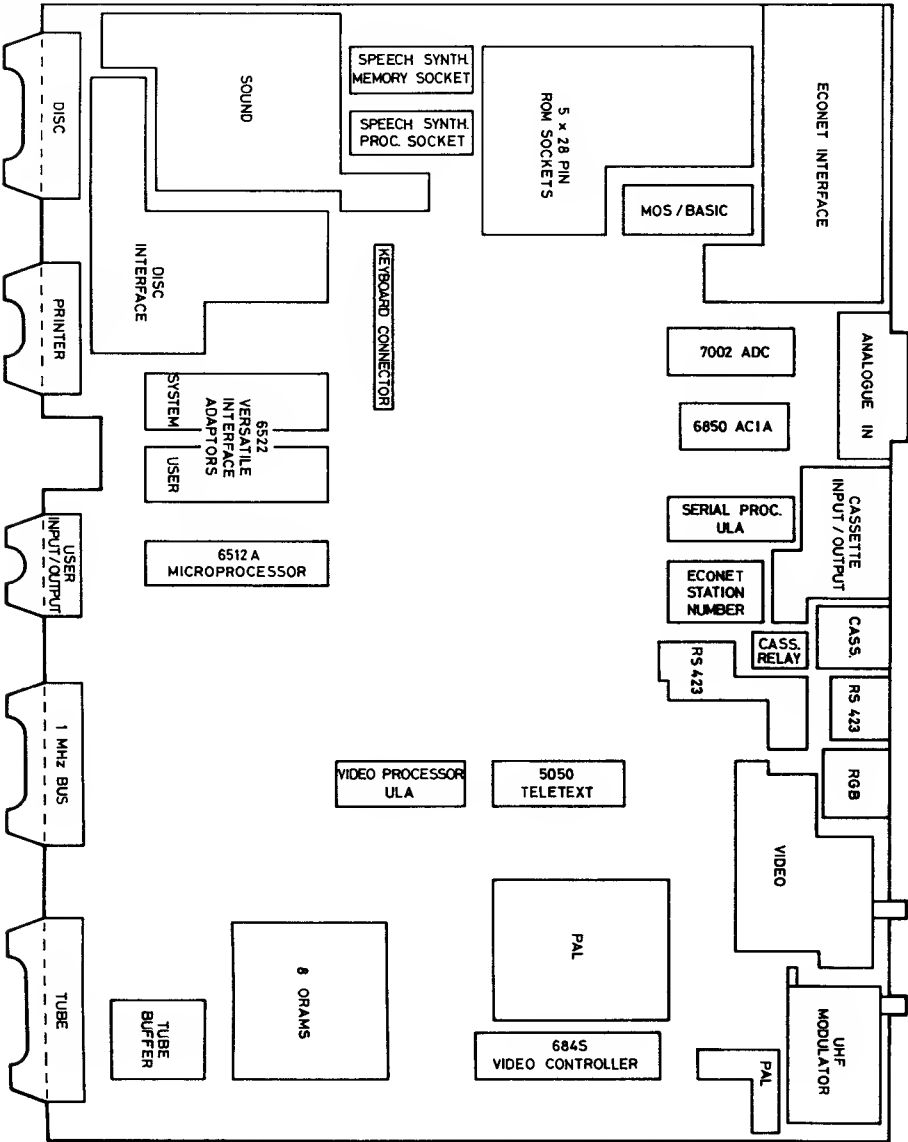 SPEECH SYNTH.
MEMORY SOCKET
SPEECH SYNTH.
PROC. SOCKET
SOUND
DISC
5 x 28 PIN
ROM SOCKETS
ECONET INTERFACE
MOS/BASIC
DISC
INTERFACE
PRINTER
KEYBOARD CONNECTOR
7002 ADC
ANALOGUE IN
6850 ACIA
SYSTEM
6522
VERSATILE
INTERFACE
ADAPTORS
USER
SERIAL PROC.
ULA
CASSETTE
INPUT/OUTPUT
USER
INPUT/OUTPUT
6512A
MICROPROCESSOR
ECONET
STATION
NUMBER
CASS.
RELAY
CASS.
RS 423
RS 423
1 MHz BUS
VIDEO PROCESSOR
ULA
5050
TELETEXT
RGB
VIDEO
PAL
8 ORAMS
TUBE
TUBE
BUFFER
684S
VIDEO CONTROLLER
PAL
UHF
MODULATOR